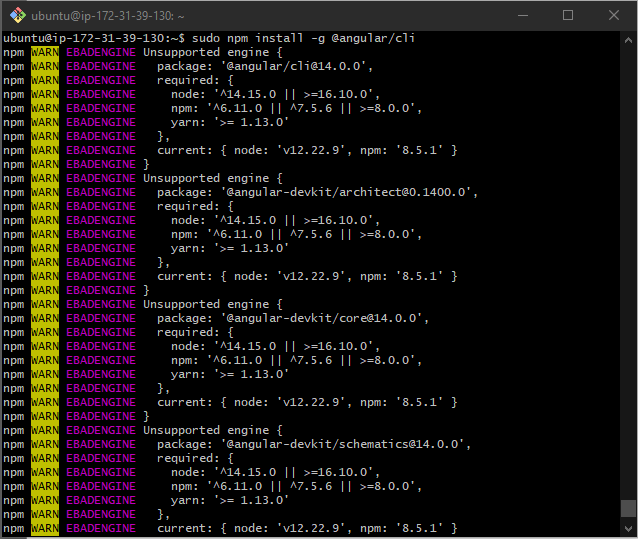 ubuntu@ip-172-31-39-130: ~
ubuntu@ip-172-31-39-130:~$ sudo npm install -g @angular/cli
npm WARN EBADENGINE Unsupported engine {
npm WARN EBADENGINE   package: '@angular/cli@14.0.0',
npm WARN EBADENGINE   required: {
npm WARN EBADENGINE     node: '^14.15.0 || >=16.10.0',
npm WARN EBADENGINE     npm: '^6.11.0 || ^7.5.6 || >=8.0.0',
npm WARN EBADENGINE     yarn: '>= 1.13.0'
npm WARN EBADENGINE   },
npm WARN EBADENGINE   current: { node: 'v12.22.9', npm: '8.5.1' }
npm WARN EBADENGINE }
npm WARN EBADENGINE Unsupported engine {
npm WARN EBADENGINE   package: '@angular-devkit/architect@0.1400.0',
npm WARN EBADENGINE   required: {
npm WARN EBADENGINE     node: '^14.15.0 || >=16.10.0',
npm WARN EBADENGINE     npm: '^6.11.0 || ^7.5.6 || >=8.0.0',
npm WARN EBADENGINE     yarn: '>= 1.13.0'
npm WARN EBADENGINE   },
npm WARN EBADENGINE   current: { node: 'v12.22.9', npm: '8.5.1' }
npm WARN EBADENGINE }
npm WARN EBADENGINE Unsupported engine {
npm WARN EBADENGINE   package: '@angular-devkit/core@14.0.0',
npm WARN EBADENGINE   required: {
npm WARN EBADENGINE     node: '^14.15.0 || >=16.10.0',
npm WARN EBADENGINE     npm: '^6.11.0 || ^7.5.6 || >=8.0.0',
npm WARN EBADENGINE     yarn: '>= 1.13.0'
npm WARN EBADENGINE   },
npm WARN EBADENGINE   current: { node: 'v12.22.9', npm: '8.5.1' }
npm WARN EBADENGINE }
npm WARN EBADENGINE Unsupported engine {
npm WARN EBADENGINE   package: '@angular-devkit/schematics@14.0.0',
npm WARN EBADENGINE   required: {
npm WARN EBADENGINE     node: '^14.15.0 || >=16.10.0',
npm WARN EBADENGINE     npm: '^6.11.0 || ^7.5.6 || >=8.0.0',
npm WARN EBADENGINE     yarn: '>= 1.13.0'
npm WARN EBADENGINE   },
npm WARN EBADENGINE   current: { node: 'v12.22.9', npm: '8.5.1' }